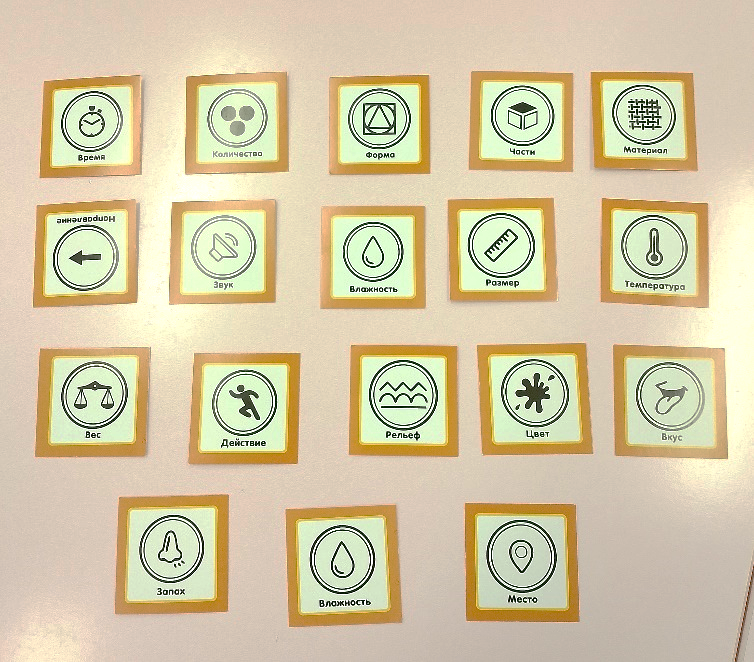 Время
Количество
Форма
Части
Материал
Направление
Звук
Влажность
Размер
Температура
Вес
Действие
Рельеф
Цвет
Вкус
Запах
Влажность
Место